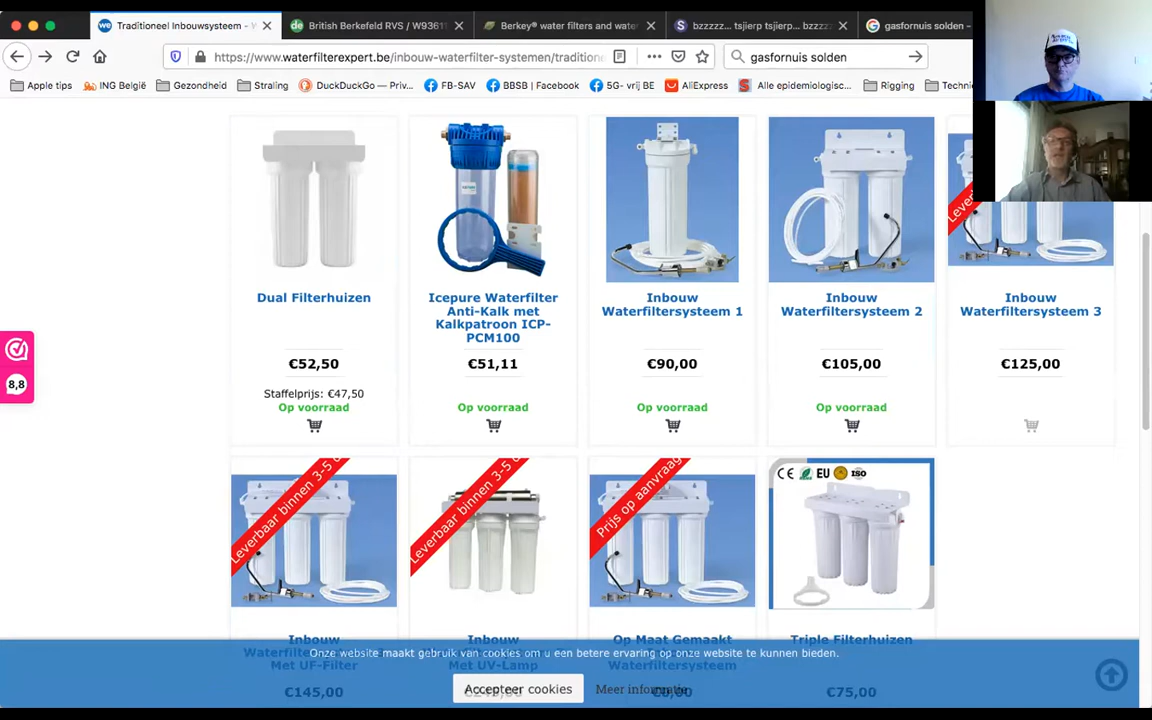 Traditioneel Inbouwsysteem -
British Berkefeld RVS / W9361
Berkey® water filters and wate
bzzzzz... tsjierp tsjierp... bzzzz
gasfornuis solden -
https://www.waterfilterexpert.be/inbouw-waterfilter-systemen/traditione
gasfornuis solden
Apple tips
ING België
Gezondheid
Straling
DuckDuckGo — Priv...
FB-SAV
BBSB | Facebook
5G- vrij BE
AliExpress
Alle epidemiologisc...
Rigging
Techni
Dual Filterhuizen
€52,50
Staffelprijs: €47,50
Op voorraad
Icepure Waterfilter
Anti-Kalk met
Kalkpatroon ICP-
PCM100
€51,11
Op voorraad
Inbouw
Waterfiltersysteem 1
€90,00
Op voorraad
Inbouw
Waterfiltersysteem 2
€105,00
Op voorraad
Inbouw
Waterfiltersysteem 3
€125,00
8,8
Leverbaar binnen 3-5
Leverbaar binnen 3-5
Prijs op aanvraag
CE EU ISO
Inbouw
Met UF-Filter
€145,00
Inbouw
Met UV-Lamp
Op Maat Gemaakt
Waterfiltersysteem
€0,00
Triple Filterhuizen
€75,00
Onze website maakt gebruik van cookies om u een betere ervaring op onze website te kunnen bieden.
Accepteer cookies
Meer informatie